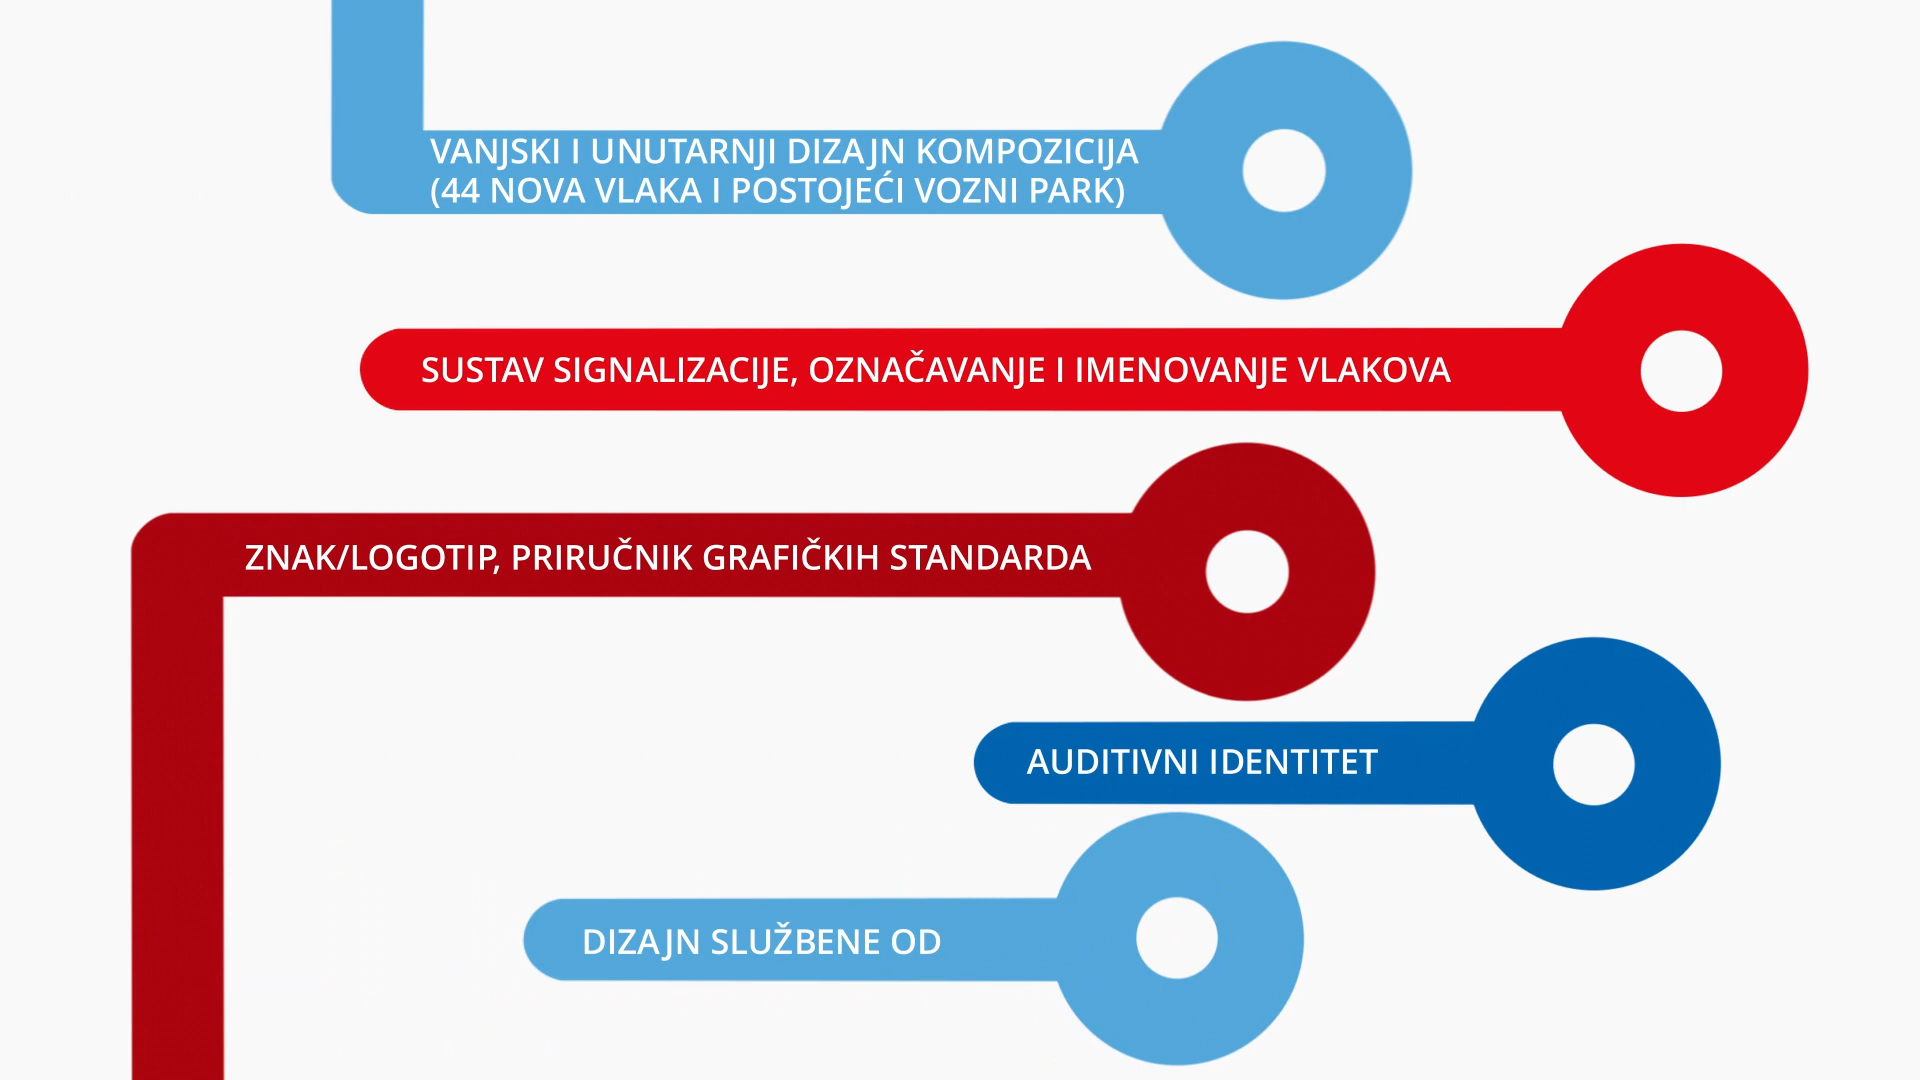 VANJSKI I UNUTARNJI DIZAJN KOMPOZICIJA
(44 NOVA VLAKA I POSTOJEĆI VOZNI PARK)
SUSTAV SIGNALIZACIJE, OZNAČAVANJE I IMENOVANJE VLAKOVA
ZNAK/LOGOTIP, PRIRUČNIK GRAFIČKIH STANDARDA
AUDITIVNI IDENTITET
DIZAJN SLUŽBENE OD